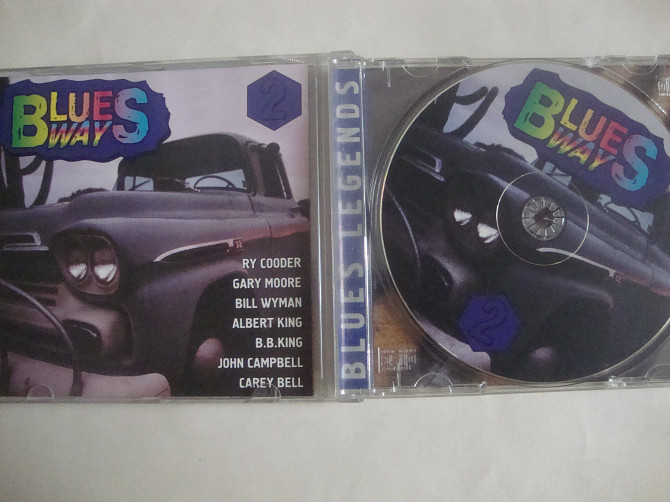 BLUES
WAY
2
RY COODER
GARY MOORE
BILL WYMAN
ALBERT KING
B.B.KING
JOHN CAMPBELL
CAREY BELL
BLUES LEGENDS
BLUES
WAY
2